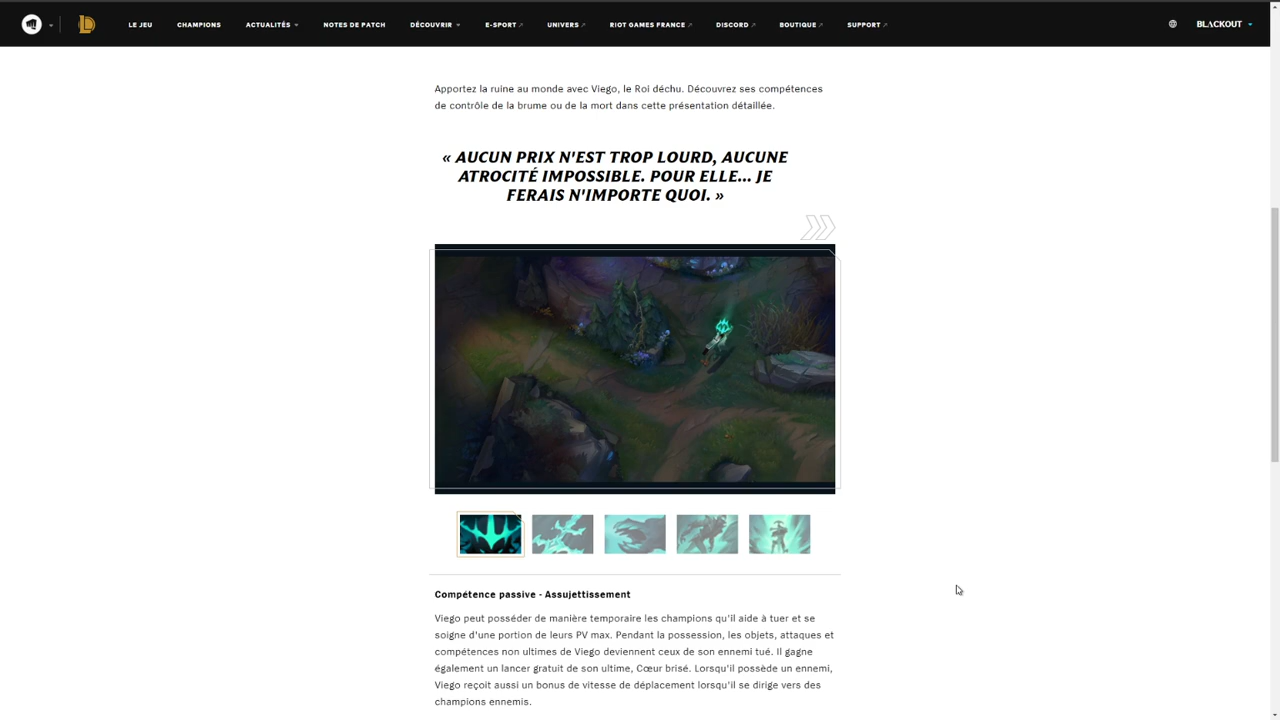 LE JEU CHAMPIONS ACTUALITÉS NOTES DE PATCH DÉCOUVRIR E-SPORT UNIVERS RIOT GAMES FRANCE DISCORD BOUTIQUE SUPPORT BLACKOUT
Apportez la ruine au monde avec Viego, le Roi déchu. Découvrez ses compétences
de contrôle de la brume ou de la mort dans cette présentation détaillée.
« AUCUN PRIX N'EST TROP LOURD, AUCUNE
ATROCITÉ IMPOSSIBLE. POUR ELLE... JE
FERAIS N'IMPORTE QUOI. »
Compétence passive - Assujettissement
Viego peut posséder de manière temporaire les champions qu'il aide à tuer et se
soigne d'une portion de leurs PV max. Pendant la possession, les objets, attaques et
compétences non ultimes de Viego deviennent ceux de son ennemi tué. Il gagne
également un lancer gratuit de son ultime, Cœur brisé. Lorsqu'il possède un ennemi,
Viego reçoit aussi un bonus de vitesse de déplacement lorsqu'il se dirige vers des
champions ennemis.